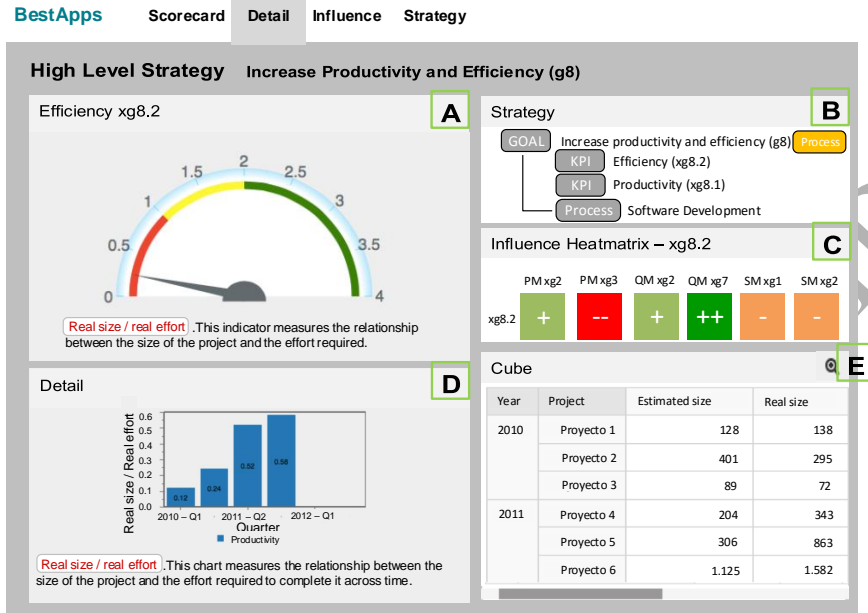 BestApps Scorecard Detail Influence Strategy
High Level Strategy Increase Productivity and Efficiency (g8)
Efficiency xg8.2
A
0
0.5
1
1.5
2
2.5
3
3.5
4
Real size / real effort .This indicator measures the relationship
between the size of the project and the effort required.
Strategy
B
GOAL Increase productivity and efficiency (g8) Process
KPI Efficiency (xg8.2)
KPI Productivity (xg8.1)
Process Software Development
Influence Heatmatrix – xg8.2
C
PM xg2 PM xg3 QM xg2 QM xg7 SM xg1 SM xg2
xg8.2 + -- + ++ - -
Detail
D
Real size / Real effort
0.6
0.5
0.4
0.3
0.2
0.1
0.0
0.12 0.24 0.52 0.58
2010 – Q1 2011 – Q2 2012 – Q1
Quarter
Productivity
Real size / real effort .This chart measures the relationship between the
size of the project and the effort required to complete it across time.
Cube
E
Year Project Estimated size Real size
2010 Proyecto 1 128 138
Proyecto 2 401 295
Proyecto 3 89 72
2011 Proyecto 4 204 343
Proyecto 5 306 863
Proyecto 6 1.125 1.582